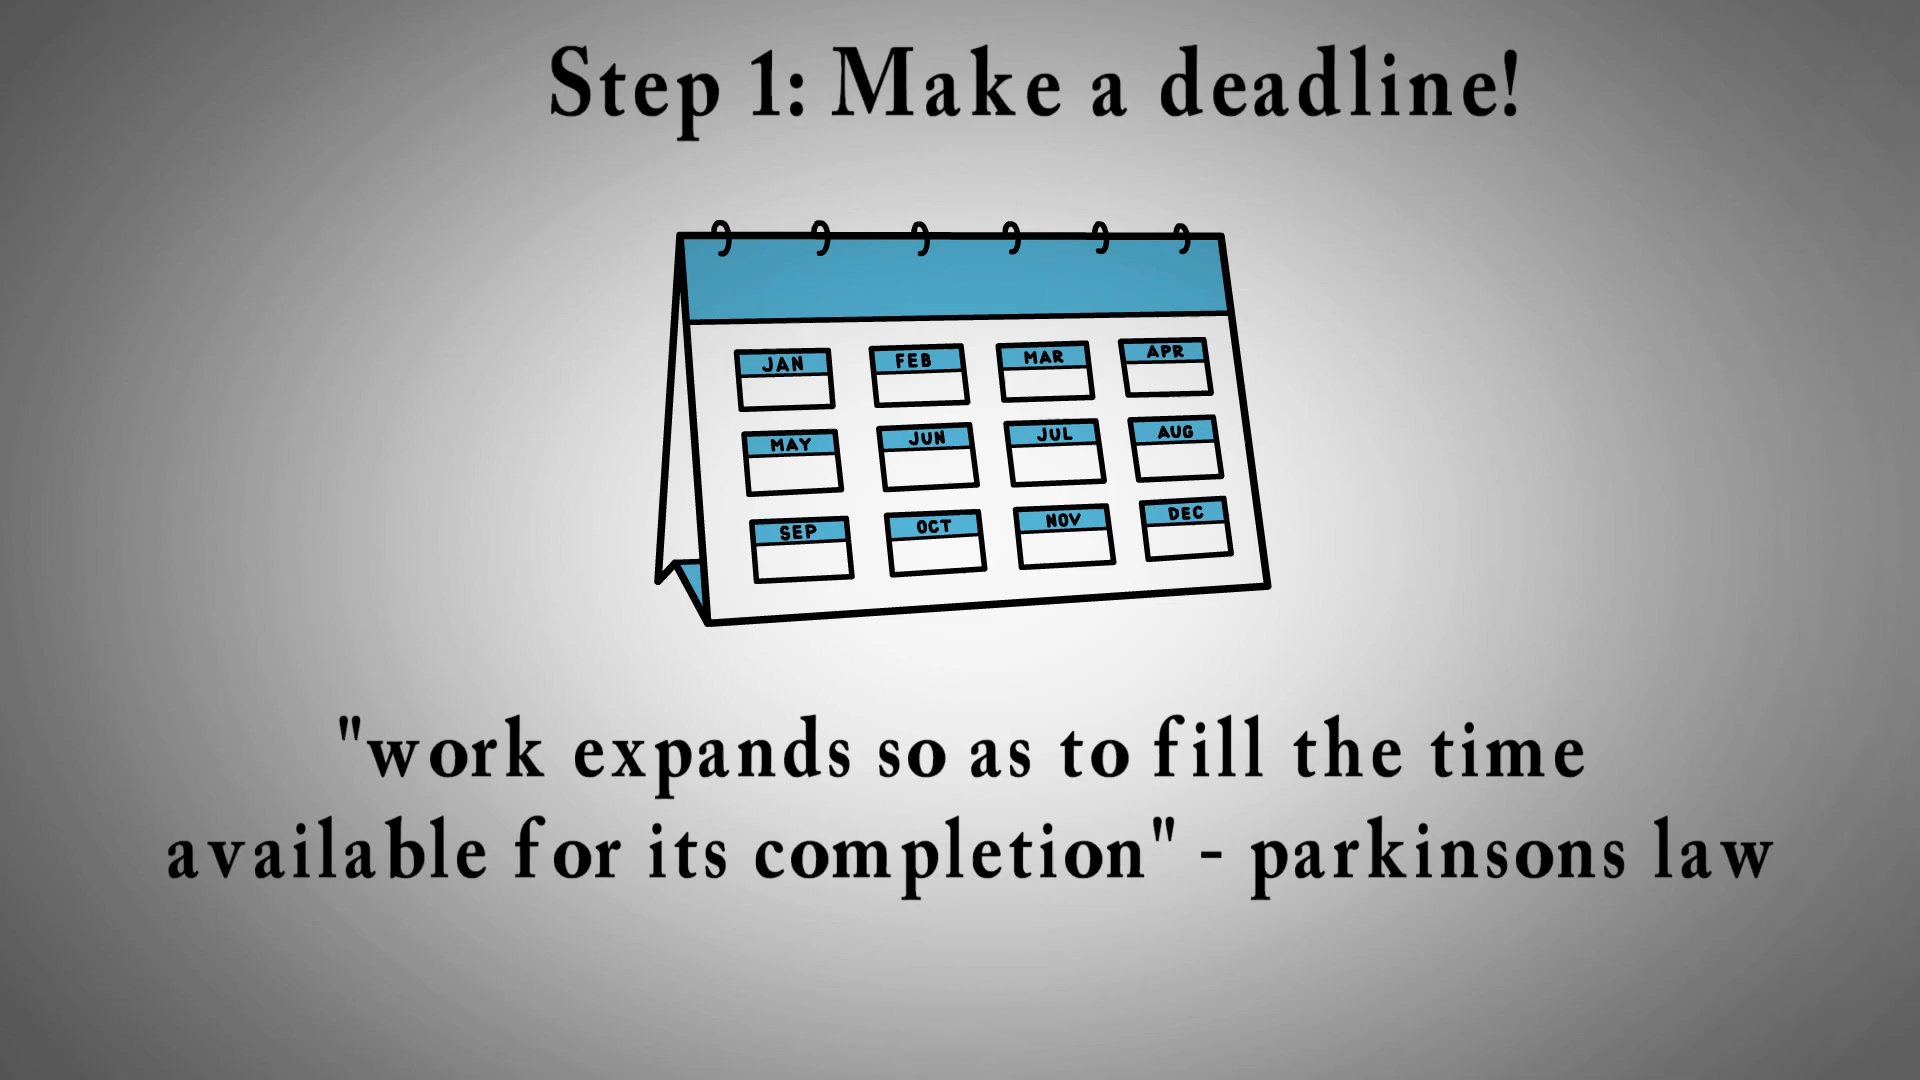 Step 1: Make a deadline!
JAN FEB MAR APR
MAY JUN JUL AUG
SEP OCT NOV DEC
"work expands so as to fill the time
available for its completion" - parkinsons law